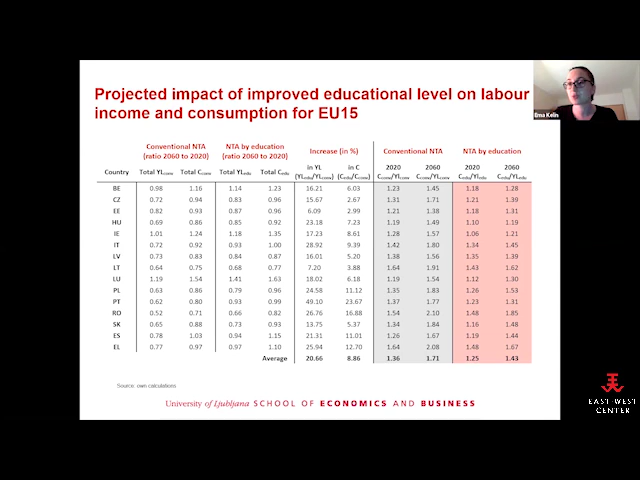 Projected impact of improved educational level on labour
income and consumption for EU15
Conventional NTA (ratio 2060 to 2020) NTA by education (ratio 2060 to 2020) Increase (in %) Conventional NTA NTA by education
Country Total YLconv Total Cconv Total YLedu Total Cedu in YL (YLedu/YLconv) in C (Cedu/Cconv) 2020 Cconv/YLconv 2060 Cconv/YLconv 2020 Cedu/YLedu 2060 Cedu/YLedu
BE 0.98 1.16 1.14 1.23 16.21 6.03 1.23 1.45 1.18 1.28
CZ 0.72 0.94 0.83 0.96 15.67 2.67 1.31 1.71 1.21 1.39
EE 0.82 0.93 0.87 0.96 6.09 2.99 1.21 1.38 1.18 1.31
HU 0.69 0.86 0.85 0.92 23.18 7.23 1.19 1.49 1.10 1.19
IE 1.01 1.24 1.18 1.35 17.23 8.61 1.28 1.57 1.06 1.21
IT 0.72 0.92 0.93 1.00 28.92 9.39 1.42 1.80 1.34 1.45
LV 0.73 0.83 0.84 0.87 16.01 5.20 1.38 1.56 1.35 1.39
LT 0.64 0.75 0.68 0.77 7.20 3.88 1.64 1.91 1.43 1.62
LU 1.19 1.54 1.41 1.63 18.02 6.18 1.19 1.54 1.12 1.30
PL 0.63 0.86 0.79 0.96 24.58 11.12 1.35 1.83 1.26 1.53
PT 0.62 0.80 0.93 0.99 49.10 23.67 1.37 1.77 1.23 1.31
RO 0.52 0.71 0.66 0.82 26.76 16.88 1.54 2.10 1.48 1.85
SK 0.65 0.88 0.73 0.93 13.75 5.37 1.34 1.84 1.16 1.48
ES 0.78 1.03 0.94 1.15 21.31 11.01 1.26 1.67 1.19 1.44
EL 0.77 0.97 0.97 1.10 25.94 12.70 1.64 2.08 1.48 1.67
Average 20.66 8.86 1.36 1.71 1.25 1.43
Source: own calculations
University of Ljubljana SCHOOL OF ECONOMICS AND BUSINESS
Ema Kelin
EAST-WEST
CENTER